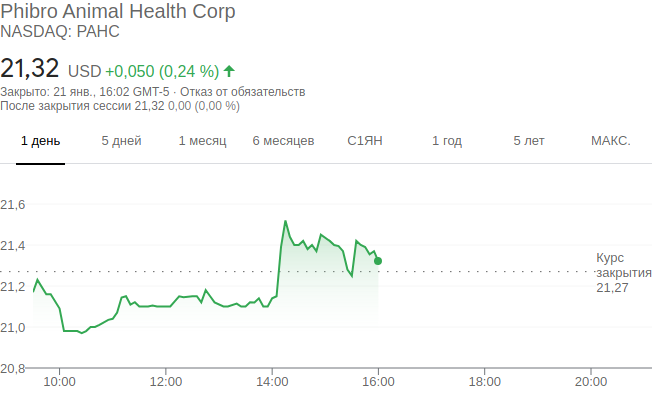 Phibro Animal Health Corp
NASDAQ: PAHC
21,32 USD +0,050 (0,24 %)
Закрыто: 21 янв., 16:02 GMT-5 · Отказ от обязательств
После закрытия сессии 21,32 0,00 (0,00 %)
1 день 5 дней 1 месяц 6 месяцев С1ЯН 1 год 5 лет МАКС.
21,6
21,4
Курс
закрытия
21,27
21,2
21,0
20,8
10:00 12:00 14:00 16:00 18:00 20:00